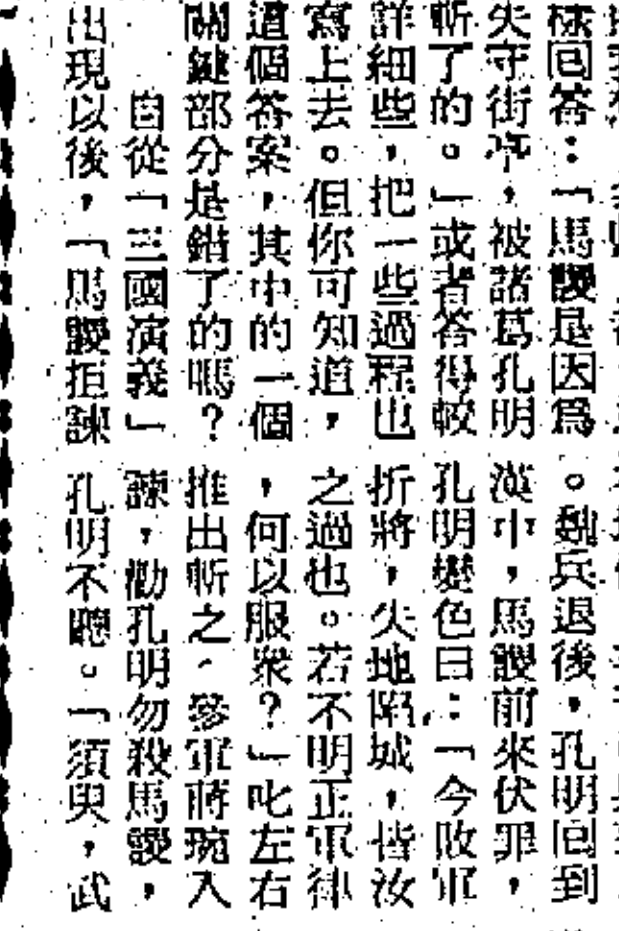 樣回答：「馬謖是因爲
失守街亭，被諸葛孔明
斬了的。」或者答得較
詳細些，把一些過程也
寫上去。但你可知道，
這個答案，其中的一個
關鍵部分是錯了的嗎？
自從「三國演義」
出現以後，「馬謖拒諫
。魏兵退後，孔明回到
漢中，馬謖前來伏罪，
孔明變色曰：「今敗軍
折將，失地陷城，皆汝
之過也。若不明正軍律
，何以服衆？」叱左右
推出斬之，參軍蔣琬入
諫，勸孔明勿殺馬謖，
孔明不聽。「須臾，武